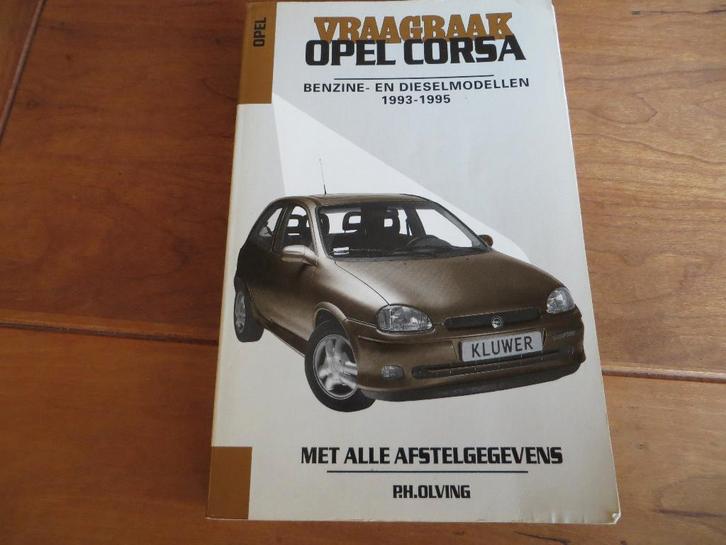 OPEL
VRAAGBAAK
OPEL CORSA
BENZINE- EN DIESELMODELLEN
1993-1995
KLUWER
MET ALLE AFSTELGEGEVENS
P.H.OLVING